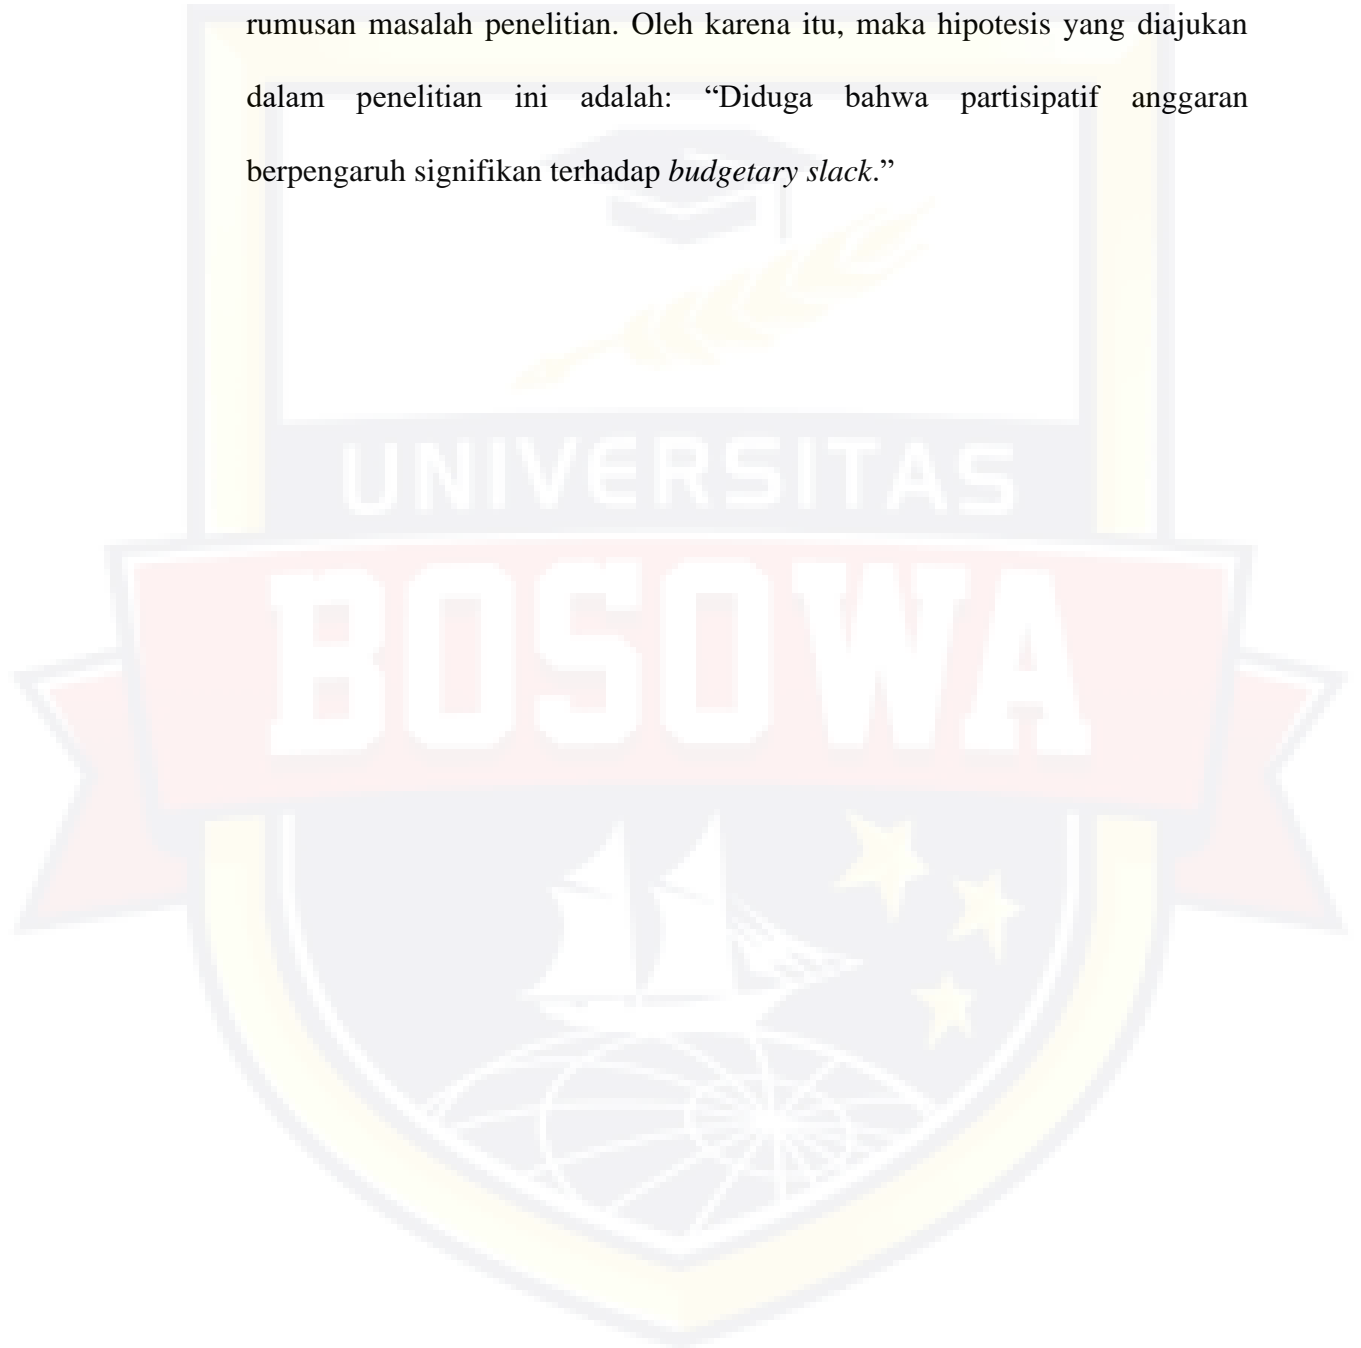 rumusan masalah penelitian. Oleh karena itu, maka hipotesis yang diajukan
dalam penelitian ini adalah: “Diduga bahwa partisipatif anggaran
berpengaruh signifikan terhadap budgetary slack.”
UNIVERSITAS
BOSOWA